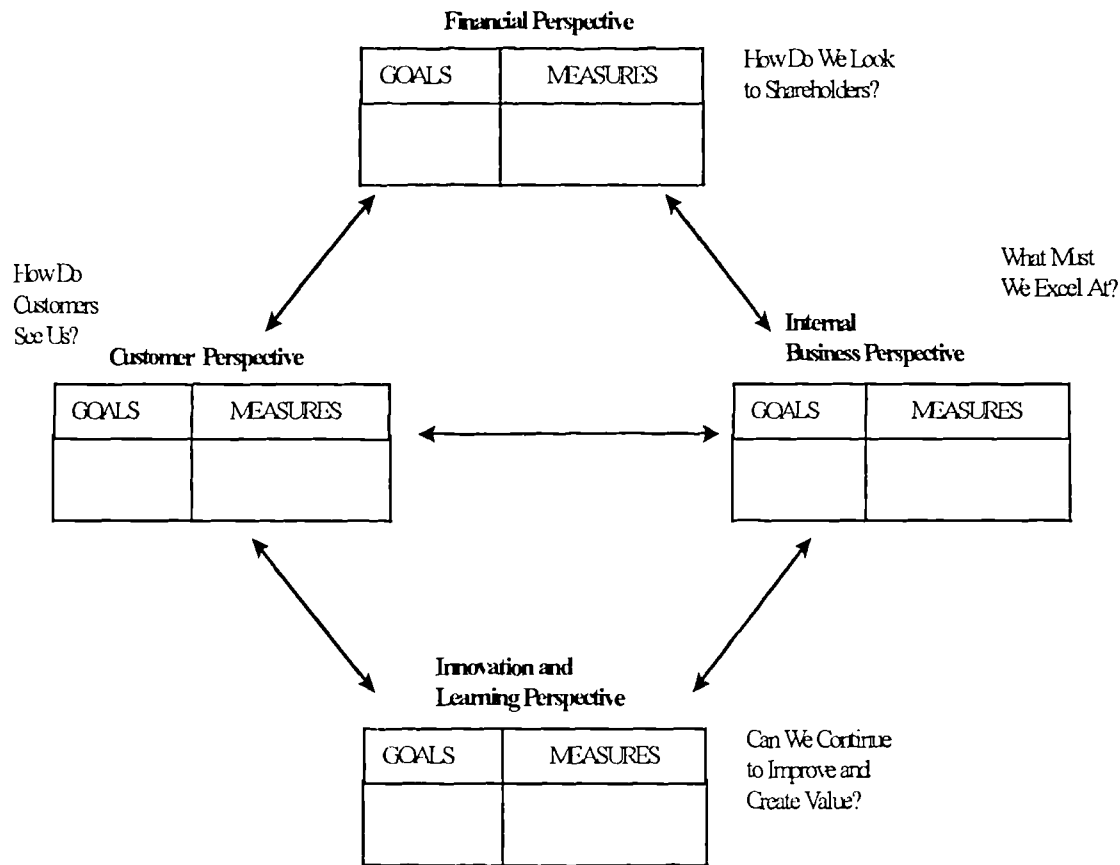 Financial Perspective
GOALS MEASURES
How Do We Look
to Shareholders?
How Do
Customers
See Us?
What Must
We Excel At?
Customer Perspective
GOALS MEASURES
Internal
Business Perspective
GOALS MEASURES
Innovation and
Learning Perspective
GOALS MEASURES
Can We Continue
to Improve and
Create Value?